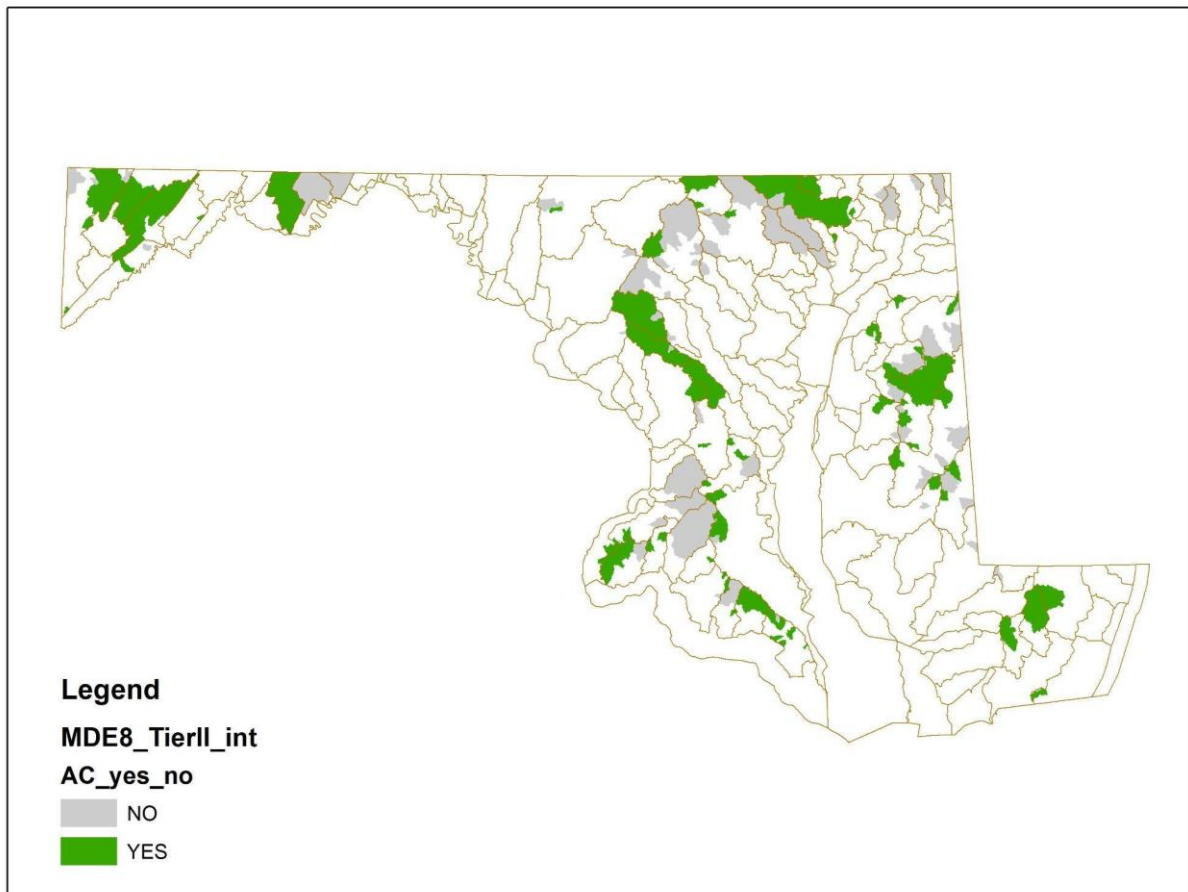 Legend
MDE8_TierII_int
AC_yes_no
NO
YES